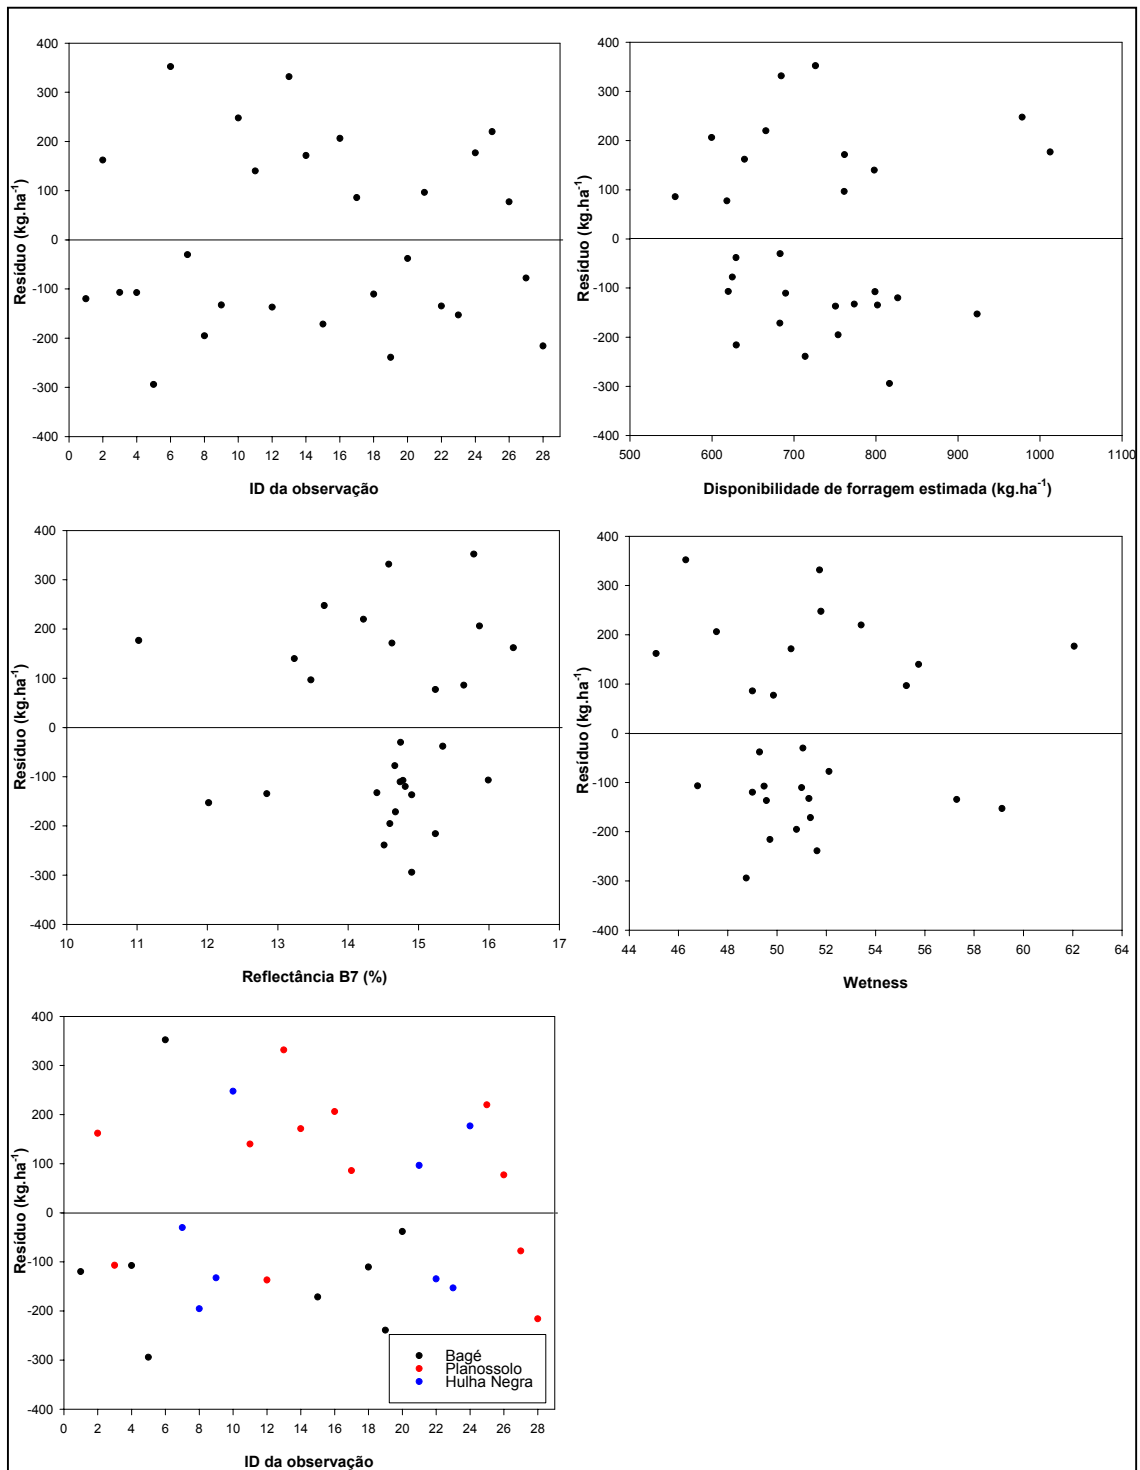 400
300
200
100
0
-100
-200
-300
-400
Resíduo (kg.ha⁻¹)
0 2 4 6 8 10 12 14 16 18 20 22 24 26 28
ID da observação
400
300
200
100
0
-100
-200
-300
-400
Resíduo (kg.ha⁻¹)
500 600 700 800 900 1000 1100
Disponibilidade de forragem estimada (kg.ha⁻¹)
400
300
200
100
0
-100
-200
-300
-400
Resíduo (kg.ha⁻¹)
10 11 12 13 14 15 16 17
Reflectância B7 (%)
400
300
200
100
0
-100
-200
-300
-400
Resíduo (kg.ha⁻¹)
44 46 48 50 52 54 56 58 60 62 64
Wetness
400
300
200
100
0
-100
-200
-300
-400
Resíduo (kg.ha⁻¹)
0 2 4 6 8 10 12 14 16 18 20 22 24 26 28
ID da observação
Bagé
Planossolo
Hulha Negra